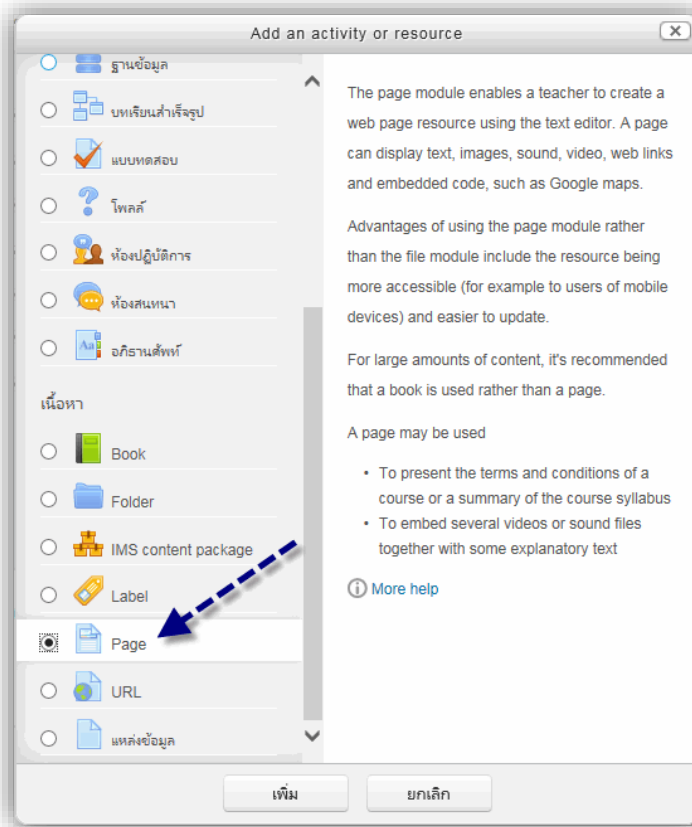 Add an activity or resource
ฐานข้อมูล
บทเรียนสำเร็จรูป
แบบทดสอบ
โพลล์
ห้องปฏิบัติการ
ห้องสนทนา
อภิธานศัพท์
เนื้อหา
Book
Folder
IMS content package
Label
Page
URL
แหล่งข้อมูล
The page module enables a teacher to create a
web page resource using the text editor. A page
can display text, images, sound, video, web links
and embedded code, such as Google maps.
Advantages of using the page module rather
than the file module include the resource being
more accessible (for example to users of mobile
devices) and easier to update.
For large amounts of content, it's recommended
that a book is used rather than a page.
A page may be used
• To present the terms and conditions of a
course or a summary of the course syllabus
• To embed several videos or sound files
together with some explanatory text
More help
เพิ่ม
ยกเลิก